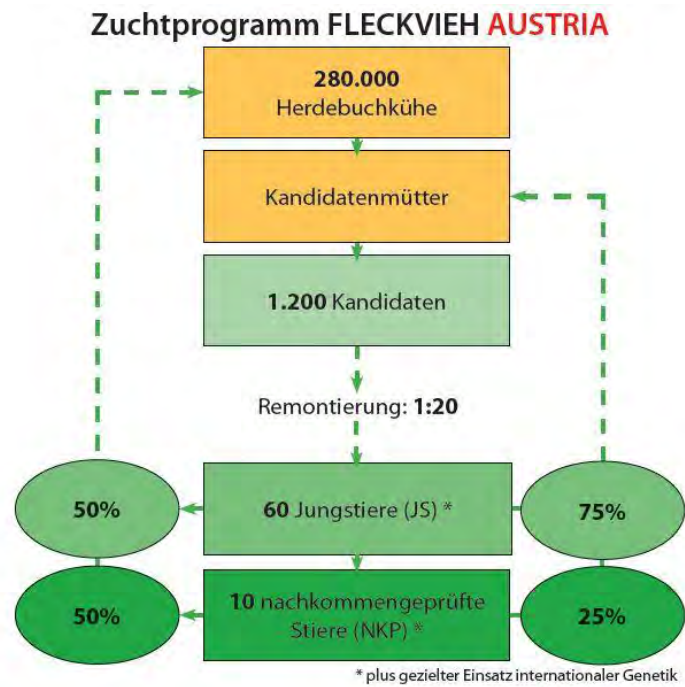 Zuchtprogramm FLECKVIEH AUSTRIA
280.000
Herdebuchkühe
Kandidatenmütter
1.200 Kandidaten
Remontierung: 1:20
50%
60 Jungstiere (JS) *
75%
50%
10 nachkommengeprüfte
Stiere (NKP) *
25%
* plus gezielter Einsatz internationaler Genetik